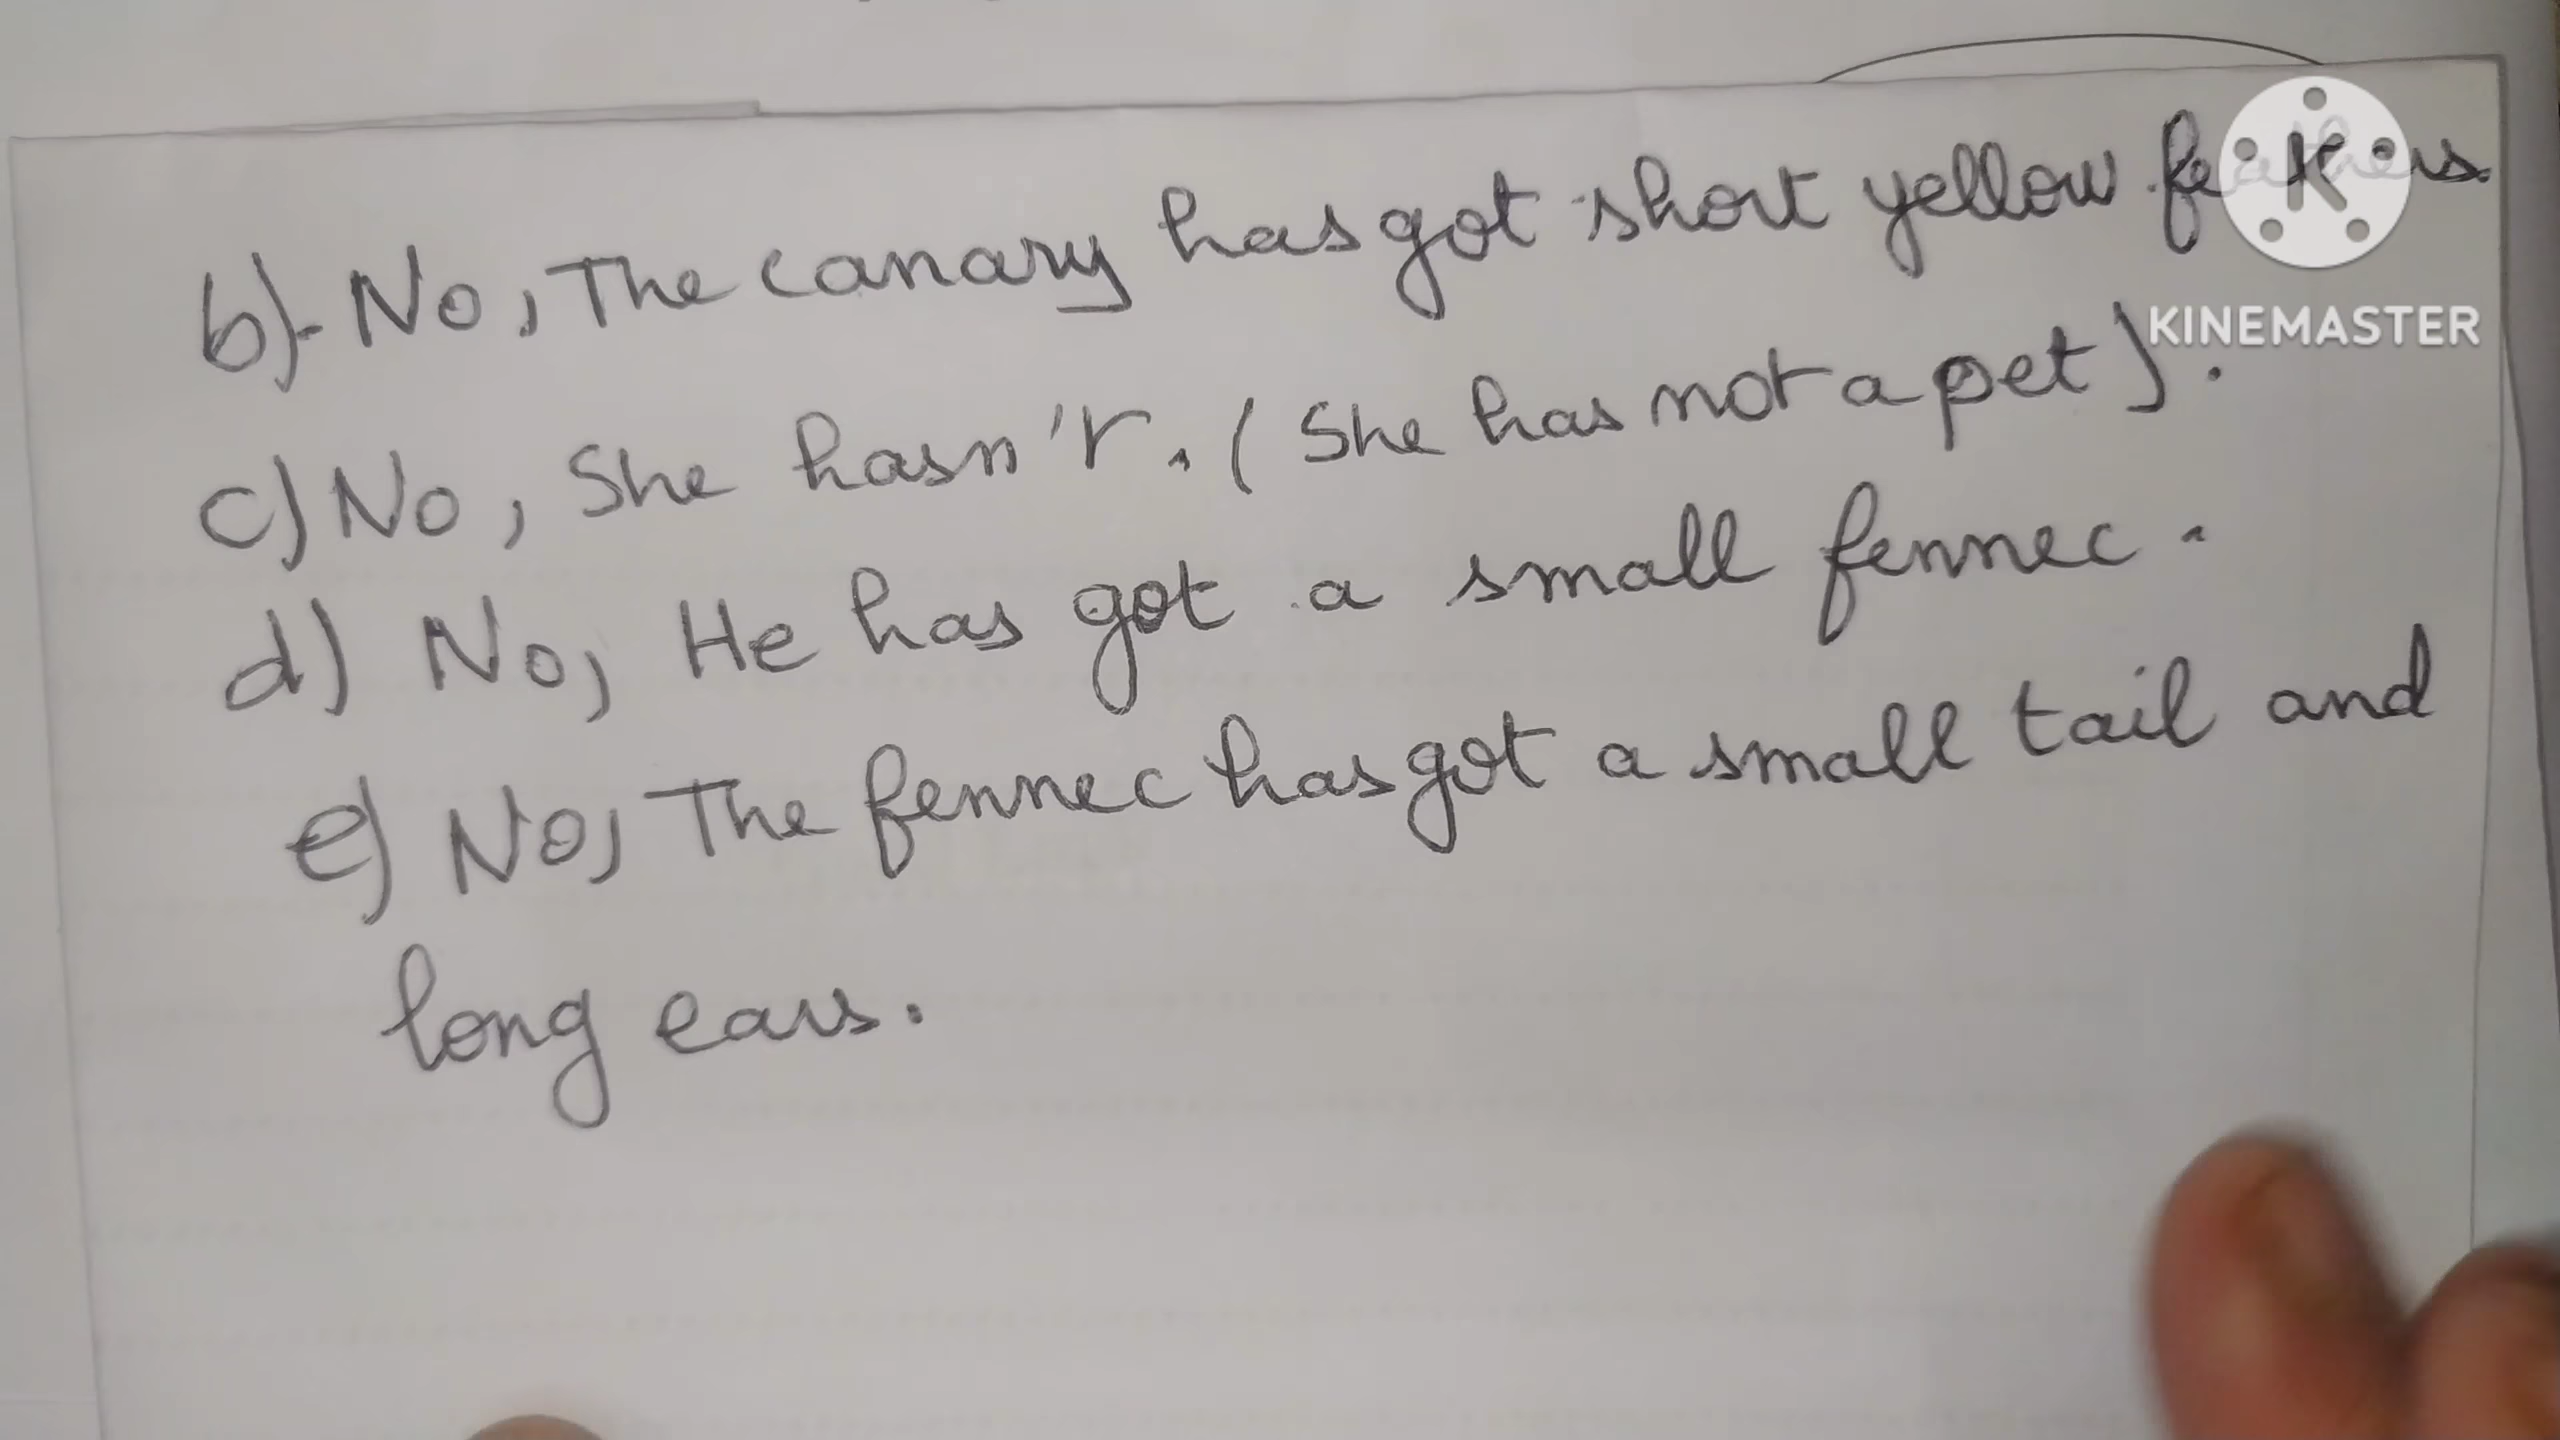 b)- No, The canary has got short yellow feathers.
KINEMASTER
c) No, She hasn't. (She has not a pet).
d) No, He has got a small fennec.
e) No, The fennec has got a small tail and
long ears.